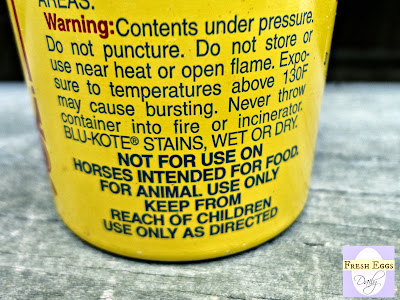 AREAS.
Warning: Contents under pressure.
Do not puncture. Do not store or
use near heat or open flame. Expo-
sure to temperatures above 130F
may cause bursting. Never throw
container into fire or incinerator.
BLU-KOTE® STAINS, WET OR DRY.
NOT FOR USE ON
HORSES INTENDED FOR FOOD.
FOR ANIMAL USE ONLY
KEEP FROM
REACH OF CHILDREN
USE ONLY AS DIRECTED
FRESH EGGS
Daily